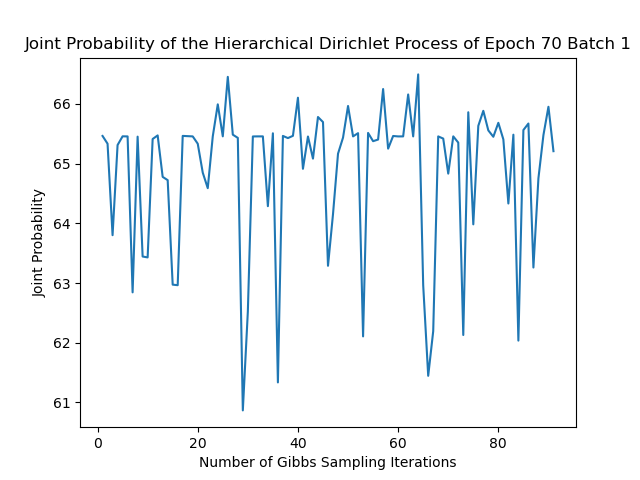 Joint Probability of the Hierarchical Dirichlet Process of Epoch 70 Batch 1
66
65
64
63
62
61
Joint Probability
0 20 40 60 80
Number of Gibbs Sampling Iterations